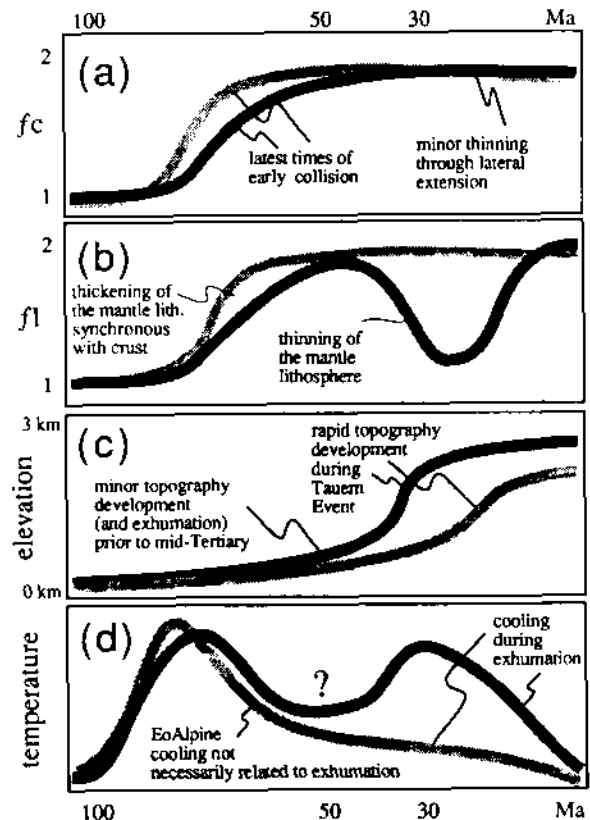 100 50 30 Ma
2
(a)
fc
latest times of
early collision
minor thinning
through lateral
extension
1
2
(b)
thickening of
the mantle lith.
synchronous
with crust
fl
thinning of
the mantle
lithosphere
1
3 km
(c)
rapid topography
development
during
Tauern
Event
minor topography
development
(and exhumation)
prior to mid-Tertiary
elevation
0 km
(d)
cooling
during
exhumation
?
temperature
EoAlpine
cooling not
necessarily related to exhumation
100 50 30 Ma